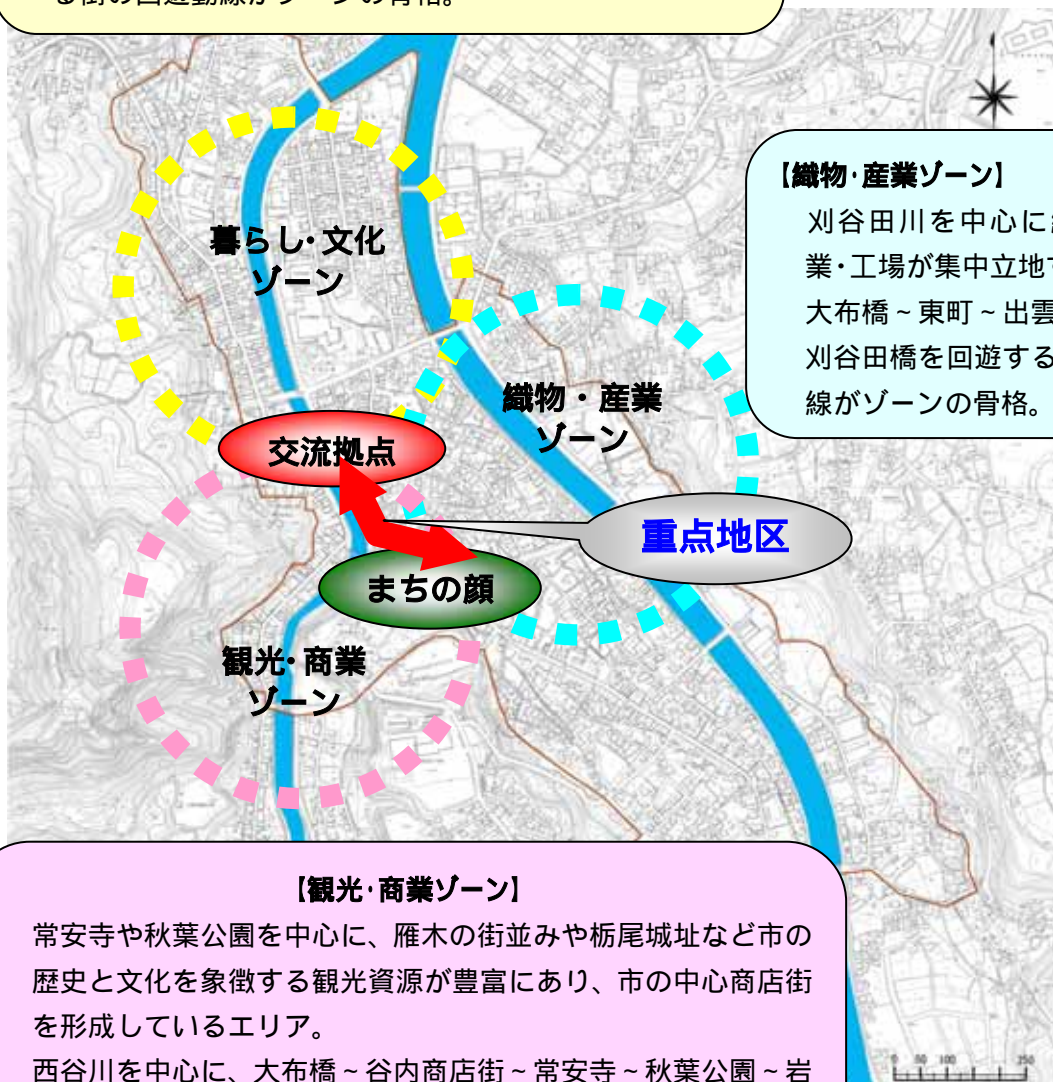 る街の回遊動線がゾーンの骨格。
暮らし・文化
ゾーン
【織物・産業ゾーン】
刈谷田川を中心に
業・工場が集中立地
大布橋~東町~出雲
刈谷田橋を回遊する
線がゾーンの骨格。
織物・産業
ゾーン
交流拠点
重点地区
まちの顔
観光・商業
ゾーン
【観光・商業ゾーン】
常安寺や秋葉公園を中心に、雁木の街並みや栃尾城址など市の
歴史と文化を象徴する観光資源が豊富にあり、市の中心商店街
を形成しているエリア。
西谷川を中心に、大布橋~谷内商店街~常安寺~秋葉公園~岩
0 50 100 250